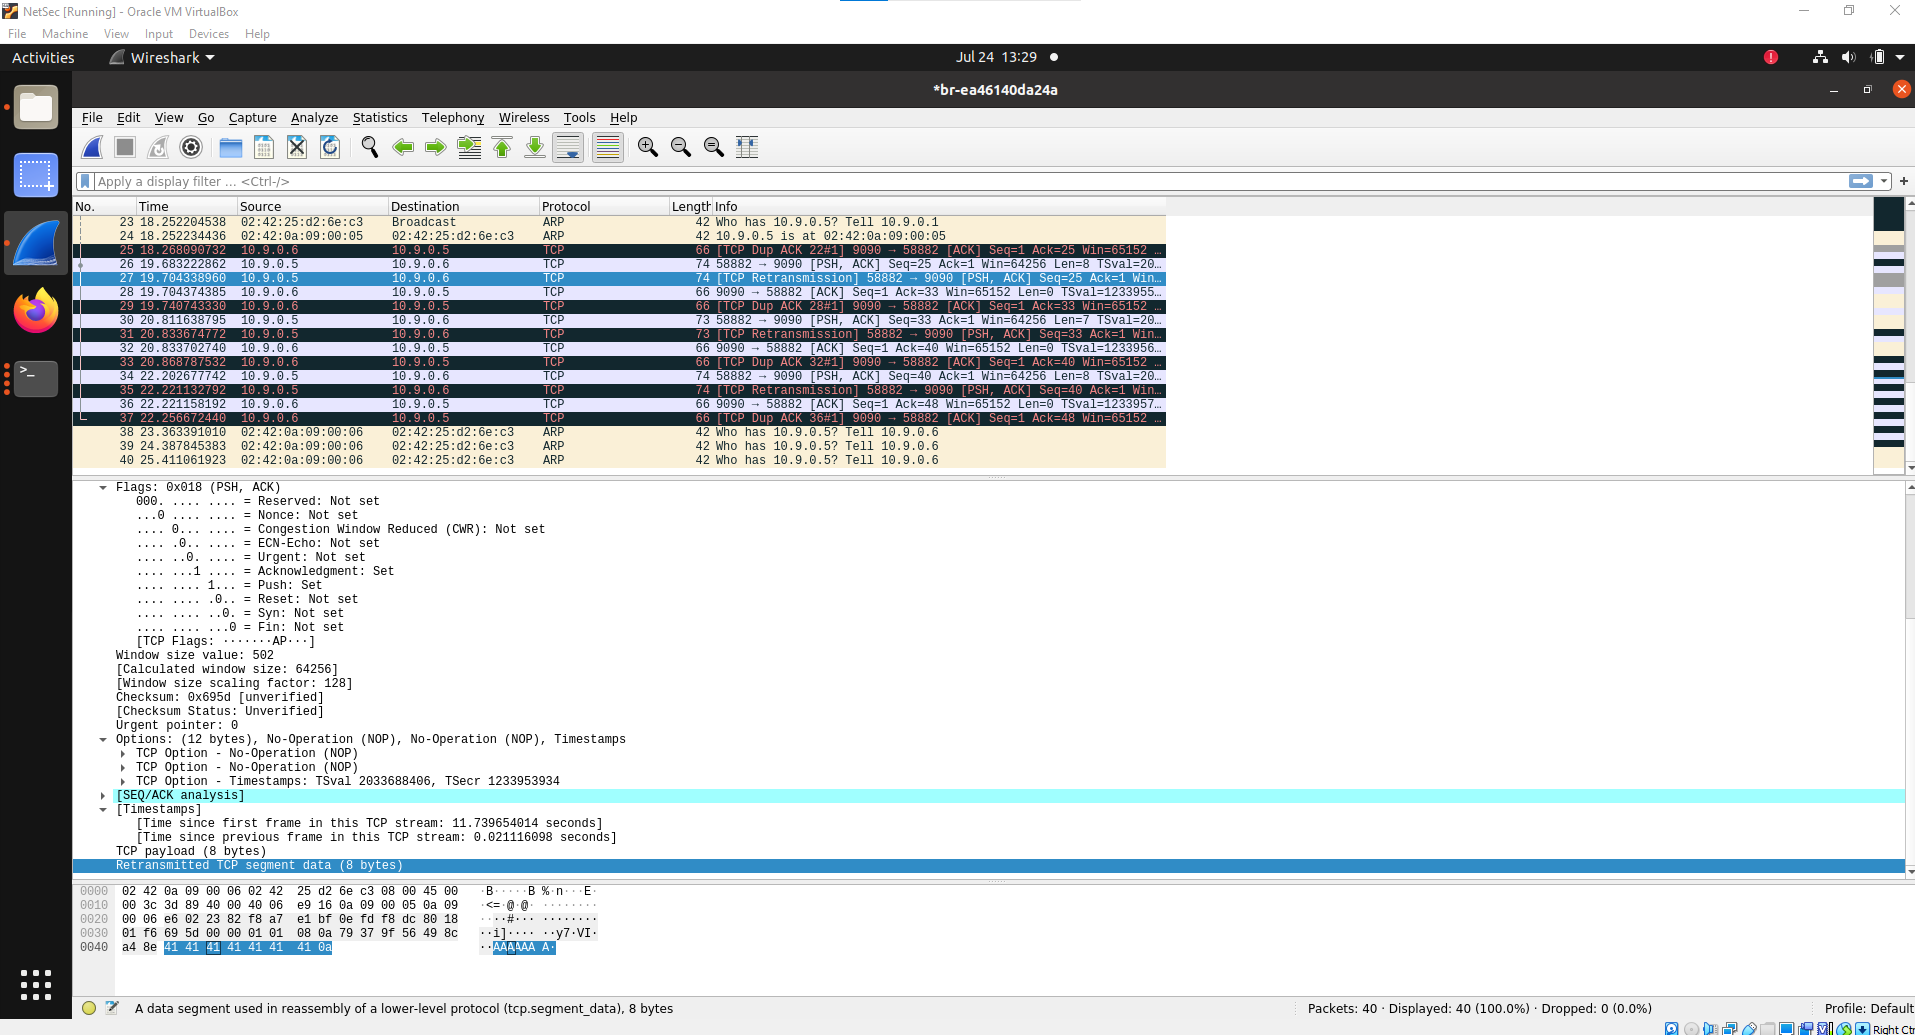 NetSec [Running] - Oracle VM VirtualBox
File Machine View Input Devices Help
Activities Wireshark Jul 24 13:29
*br-ea46140da24a
File Edit View Go Capture Analyze Statistics Telephony Wireless Tools Help
Apply a display filter ... <Ctrl-/>
No. Time Source Destination Protocol Length Info
23 18.252204538 02:42:25:d2:6e:c3 Broadcast ARP 42 Who has 10.9.0.5? Tell 10.9.0.1
24 18.252234436 02:42:0a:09:00:05 02:42:25:d2:6e:c3 ARP 42 10.9.0.5 is at 02:42:0a:09:00:05
25 18.268090732 10.9.0.6 10.9.0.5 TCP 66 [TCP Dup ACK 22#1] 9090 → 58882 [ACK] Seq=1 Ack=25 Win=65152 …
26 19.683222862 10.9.0.5 10.9.0.6 TCP 74 58882 → 9090 [PSH, ACK] Seq=25 Ack=1 Win=64256 Len=8 TSval=20…
27 19.704338960 10.9.0.5 10.9.0.6 TCP 74 [TCP Retransmission] 58882 → 9090 [PSH, ACK] Seq=25 Ack=1 Win…
28 19.704374385 10.9.0.6 10.9.0.5 TCP 66 9090 → 58882 [ACK] Seq=1 Ack=33 Win=65152 Len=0 TSval=1233955…
29 19.740743330 10.9.0.6 10.9.0.5 TCP 66 [TCP Dup ACK 28#1] 9090 → 58882 [ACK] Seq=1 Ack=33 Win=65152 …
30 20.811638795 10.9.0.5 10.9.0.6 TCP 73 58882 → 9090 [PSH, ACK] Seq=33 Ack=1 Win=64256 Len=7 TSval=20…
31 20.833674772 10.9.0.5 10.9.0.6 TCP 73 [TCP Retransmission] 58882 → 9090 [PSH, ACK] Seq=33 Ack=1 Win…
32 20.833702740 10.9.0.6 10.9.0.5 TCP 66 9090 → 58882 [ACK] Seq=1 Ack=40 Win=65152 Len=0 TSval=1233956…
33 20.868787532 10.9.0.6 10.9.0.5 TCP 66 [TCP Dup ACK 32#1] 9090 → 58882 [ACK] Seq=1 Ack=40 Win=65152 …
34 22.202677742 10.9.0.5 10.9.0.6 TCP 74 58882 → 9090 [PSH, ACK] Seq=40 Ack=1 Win=64256 Len=8 TSval=20…
35 22.221132792 10.9.0.5 10.9.0.6 TCP 74 [TCP Retransmission] 58882 → 9090 [PSH, ACK] Seq=40 Ack=1 Win…
36 22.221158192 10.9.0.6 10.9.0.5 TCP 66 9090 → 58882 [ACK] Seq=1 Ack=48 Win=65152 Len=0 TSval=1233957…
37 22.256672440 10.9.0.6 10.9.0.5 TCP 66 [TCP Dup ACK 36#1] 9090 → 58882 [ACK] Seq=1 Ack=48 Win=65152 …
38 23.363391010 02:42:0a:09:00:06 02:42:25:d2:6e:c3 ARP 42 Who has 10.9.0.5? Tell 10.9.0.6
39 24.387845383 02:42:0a:09:00:06 02:42:25:d2:6e:c3 ARP 42 Who has 10.9.0.5? Tell 10.9.0.6
40 25.411061923 02:42:0a:09:00:06 02:42:25:d2:6e:c3 ARP 42 Who has 10.9.0.5? Tell 10.9.0.6
Flags: 0x018 (PSH, ACK)
000. .... .... = Reserved: Not set
...0 .... .... = Nonce: Not set
.... 0... .... = Congestion Window Reduced (CWR): Not set
.... .0.. .... = ECN-Echo: Not set
.... ..0. .... = Urgent: Not set
.... ...1 .... = Acknowledgment: Set
.... .... 1... = Push: Set
.... .... .0.. = Reset: Not set
.... .... ..0. = Syn: Not set
.... .... ...0 = Fin: Not set
[TCP Flags: ·······AP···]
Window size value: 502
[Calculated window size: 64256]
[Window size scaling factor: 128]
Checksum: 0x695d [unverified]
[Checksum Status: Unverified]
Urgent pointer: 0
Options: (12 bytes), No-Operation (NOP), No-Operation (NOP), Timestamps
TCP Option - No-Operation (NOP)
TCP Option - No-Operation (NOP)
TCP Option - Timestamps: TSval 2033688406, TSecr 1233953934
[SEQ/ACK analysis]
[Timestamps]
[Time since first frame in this TCP stream: 11.739654014 seconds]
[Time since previous frame in this TCP stream: 0.021116098 seconds]
TCP payload (8 bytes)
Retransmitted TCP segment data (8 bytes)
0000 02 42 0a 09 00 06 02 42 25 d2 6e c3 08 00 45 00 ·B·····B %·n···E·
0010 00 3c 3d 89 40 00 40 06 e9 16 0a 09 00 05 0a 09 ·<=·@·@· ········
0020 00 06 e6 02 23 82 f8 a7 e1 bf 0e fd f8 dc 80 18 ····#··· ········
0030 01 f6 69 5d 00 00 01 01 08 0a 79 37 9f 56 49 8c ··i]···· ··y7·VI·
0040 a4 8e 41 41 41 41 41 41 41 0a ··AAAAAA A·
A data segment used in reassembly of a lower-level protocol (tcp.segment_data), 8 bytes Packets: 40 · Displayed: 40 (100.0%) · Dropped: 0 (0.0%) Profile: Default
Right Ctr